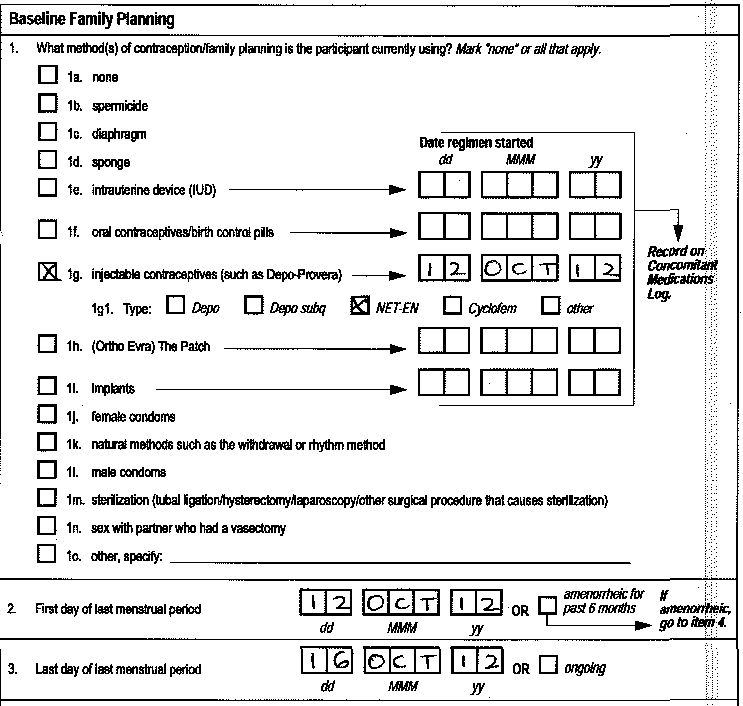 Baseline Family Planning
1. What method(s) of contraception/family planning is the participant currently using? Mark "none" or all that apply.
1a. none
1b. spermicide
1c. diaphragm
1d. sponge
Date regimen started
dd MMM yy
1e. intrauterine device (IUD)
1f. oral contraceptives/birth control pills
1g. injectable contraceptives (such as Depo-Provera) 12 OCT 12
Record on
Concomitant
Medications
Log.
1g1. Type: Depo Depo subq NET-EN Cyclofem other
1h. (Ortho Evra) The Patch
1i. Implants
1j. female condoms
1k. natural methods such as the withdrawal or rhythm method
1l. male condoms
1m. sterilization (tubal ligation/hysterectomy/laparoscopy/other surgical procedure that causes sterilization)
1n. sex with partner who had a vasectomy
1o. other, specify:
2. First day of last menstrual period 12 OCT 12 OR amenorrheic for
past 6 months
If
amenorrheic,
go to item 4.
dd MMM yy
3. Last day of last menstrual period 16 OCT 12 OR ongoing
dd MMM yy